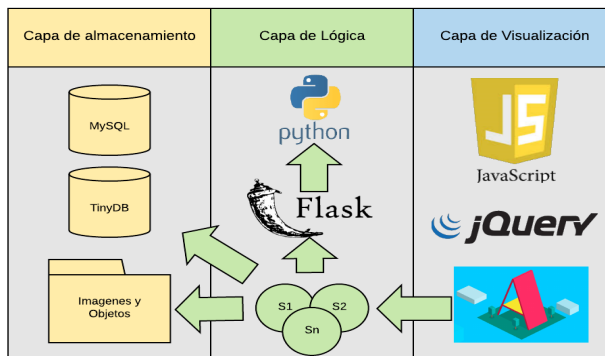 Capa de almacenamiento
Capa de Lógica
Capa de Visualización
MySQL
TinyDB
Imagenes y
Objetos
python
Flask
S1
S2
Sn
JS
JavaScript
jQuery